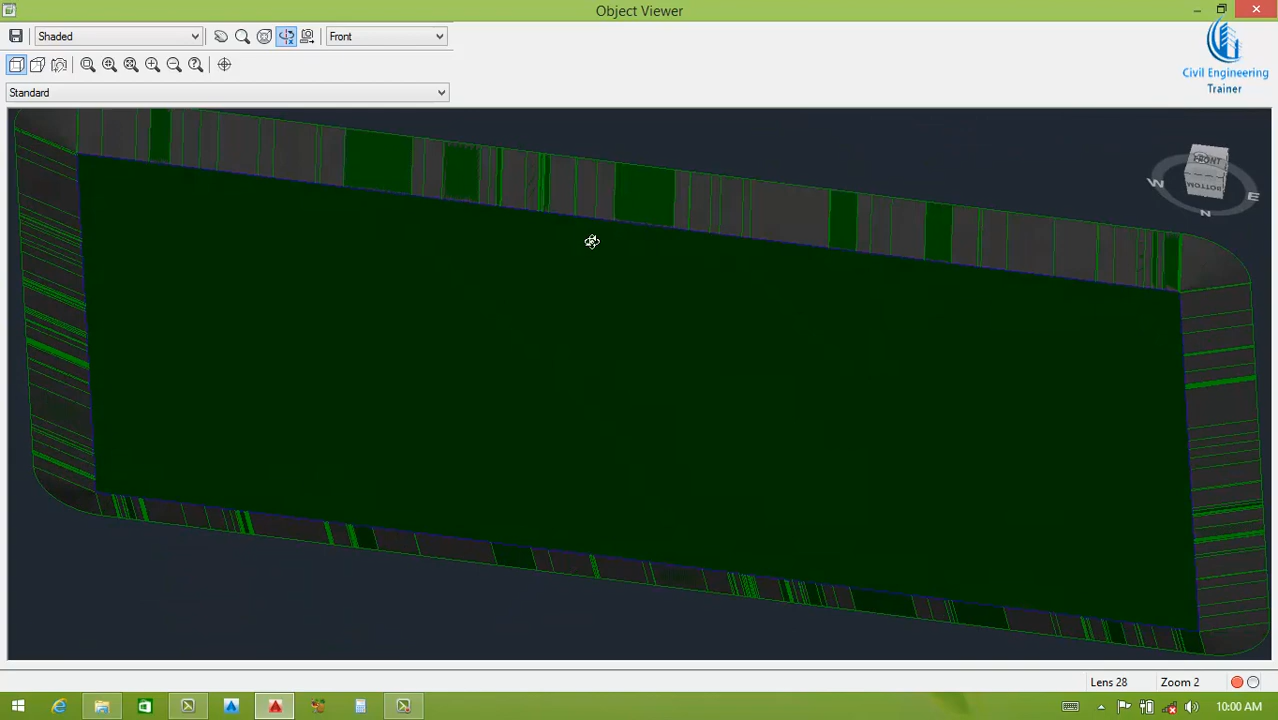 Object Viewer
Shaded
Front
Standard
Civil Engineering
Trainer
FRONT
BOTTOM
W
E
N
Lens 28
Zoom 2
10:00 AM